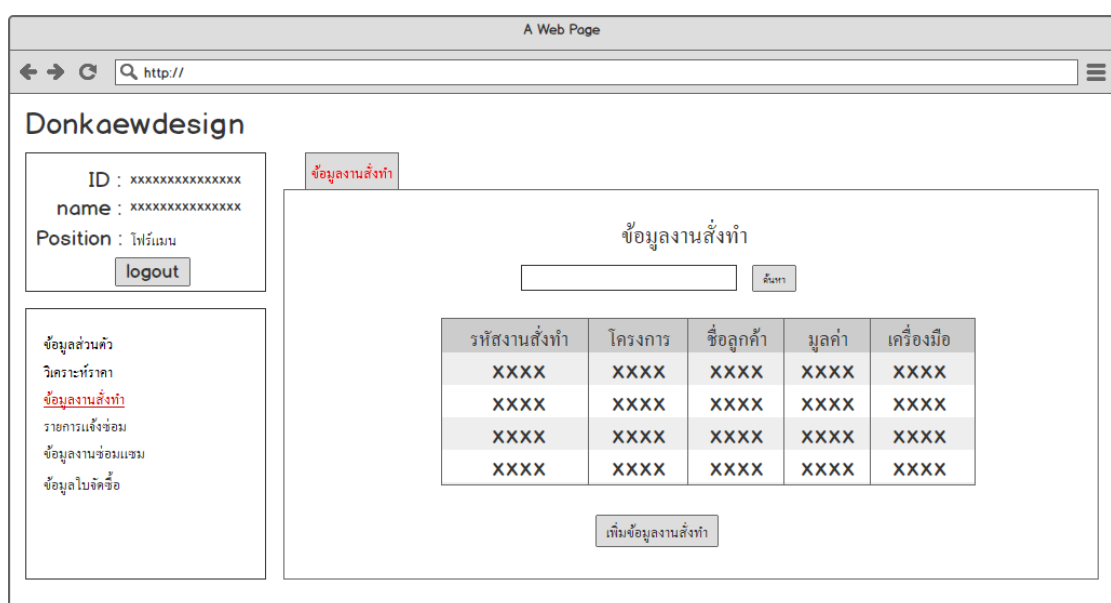 A Web Page
http://
Donkaewdesign
ID : xxxxxxxxxxxxxxx
name : xxxxxxxxxxxxxxx
Position : โฟร์แมน
logout
ข้อมูลส่วนตัว
วิเคราะห์ราคา
ข้อมูลงานสั่งทำ
รายการแจ้งซ่อม
ข้อมูลงานซ่อมแซม
ข้อมูลใบจัดซื้อ
ข้อมูลงานสั่งทำ
ข้อมูลงานสั่งทำ
ค้นหา
รหัสงานสั่งทำ โครงการ ชื่อลูกค้า มูลค่า เครื่องมือ
XXXX XXXX XXXX XXXX XXXX
XXXX XXXX XXXX XXXX XXXX
XXXX XXXX XXXX XXXX XXXX
XXXX XXXX XXXX XXXX XXXX
เพิ่มข้อมูลงานสั่งทำ